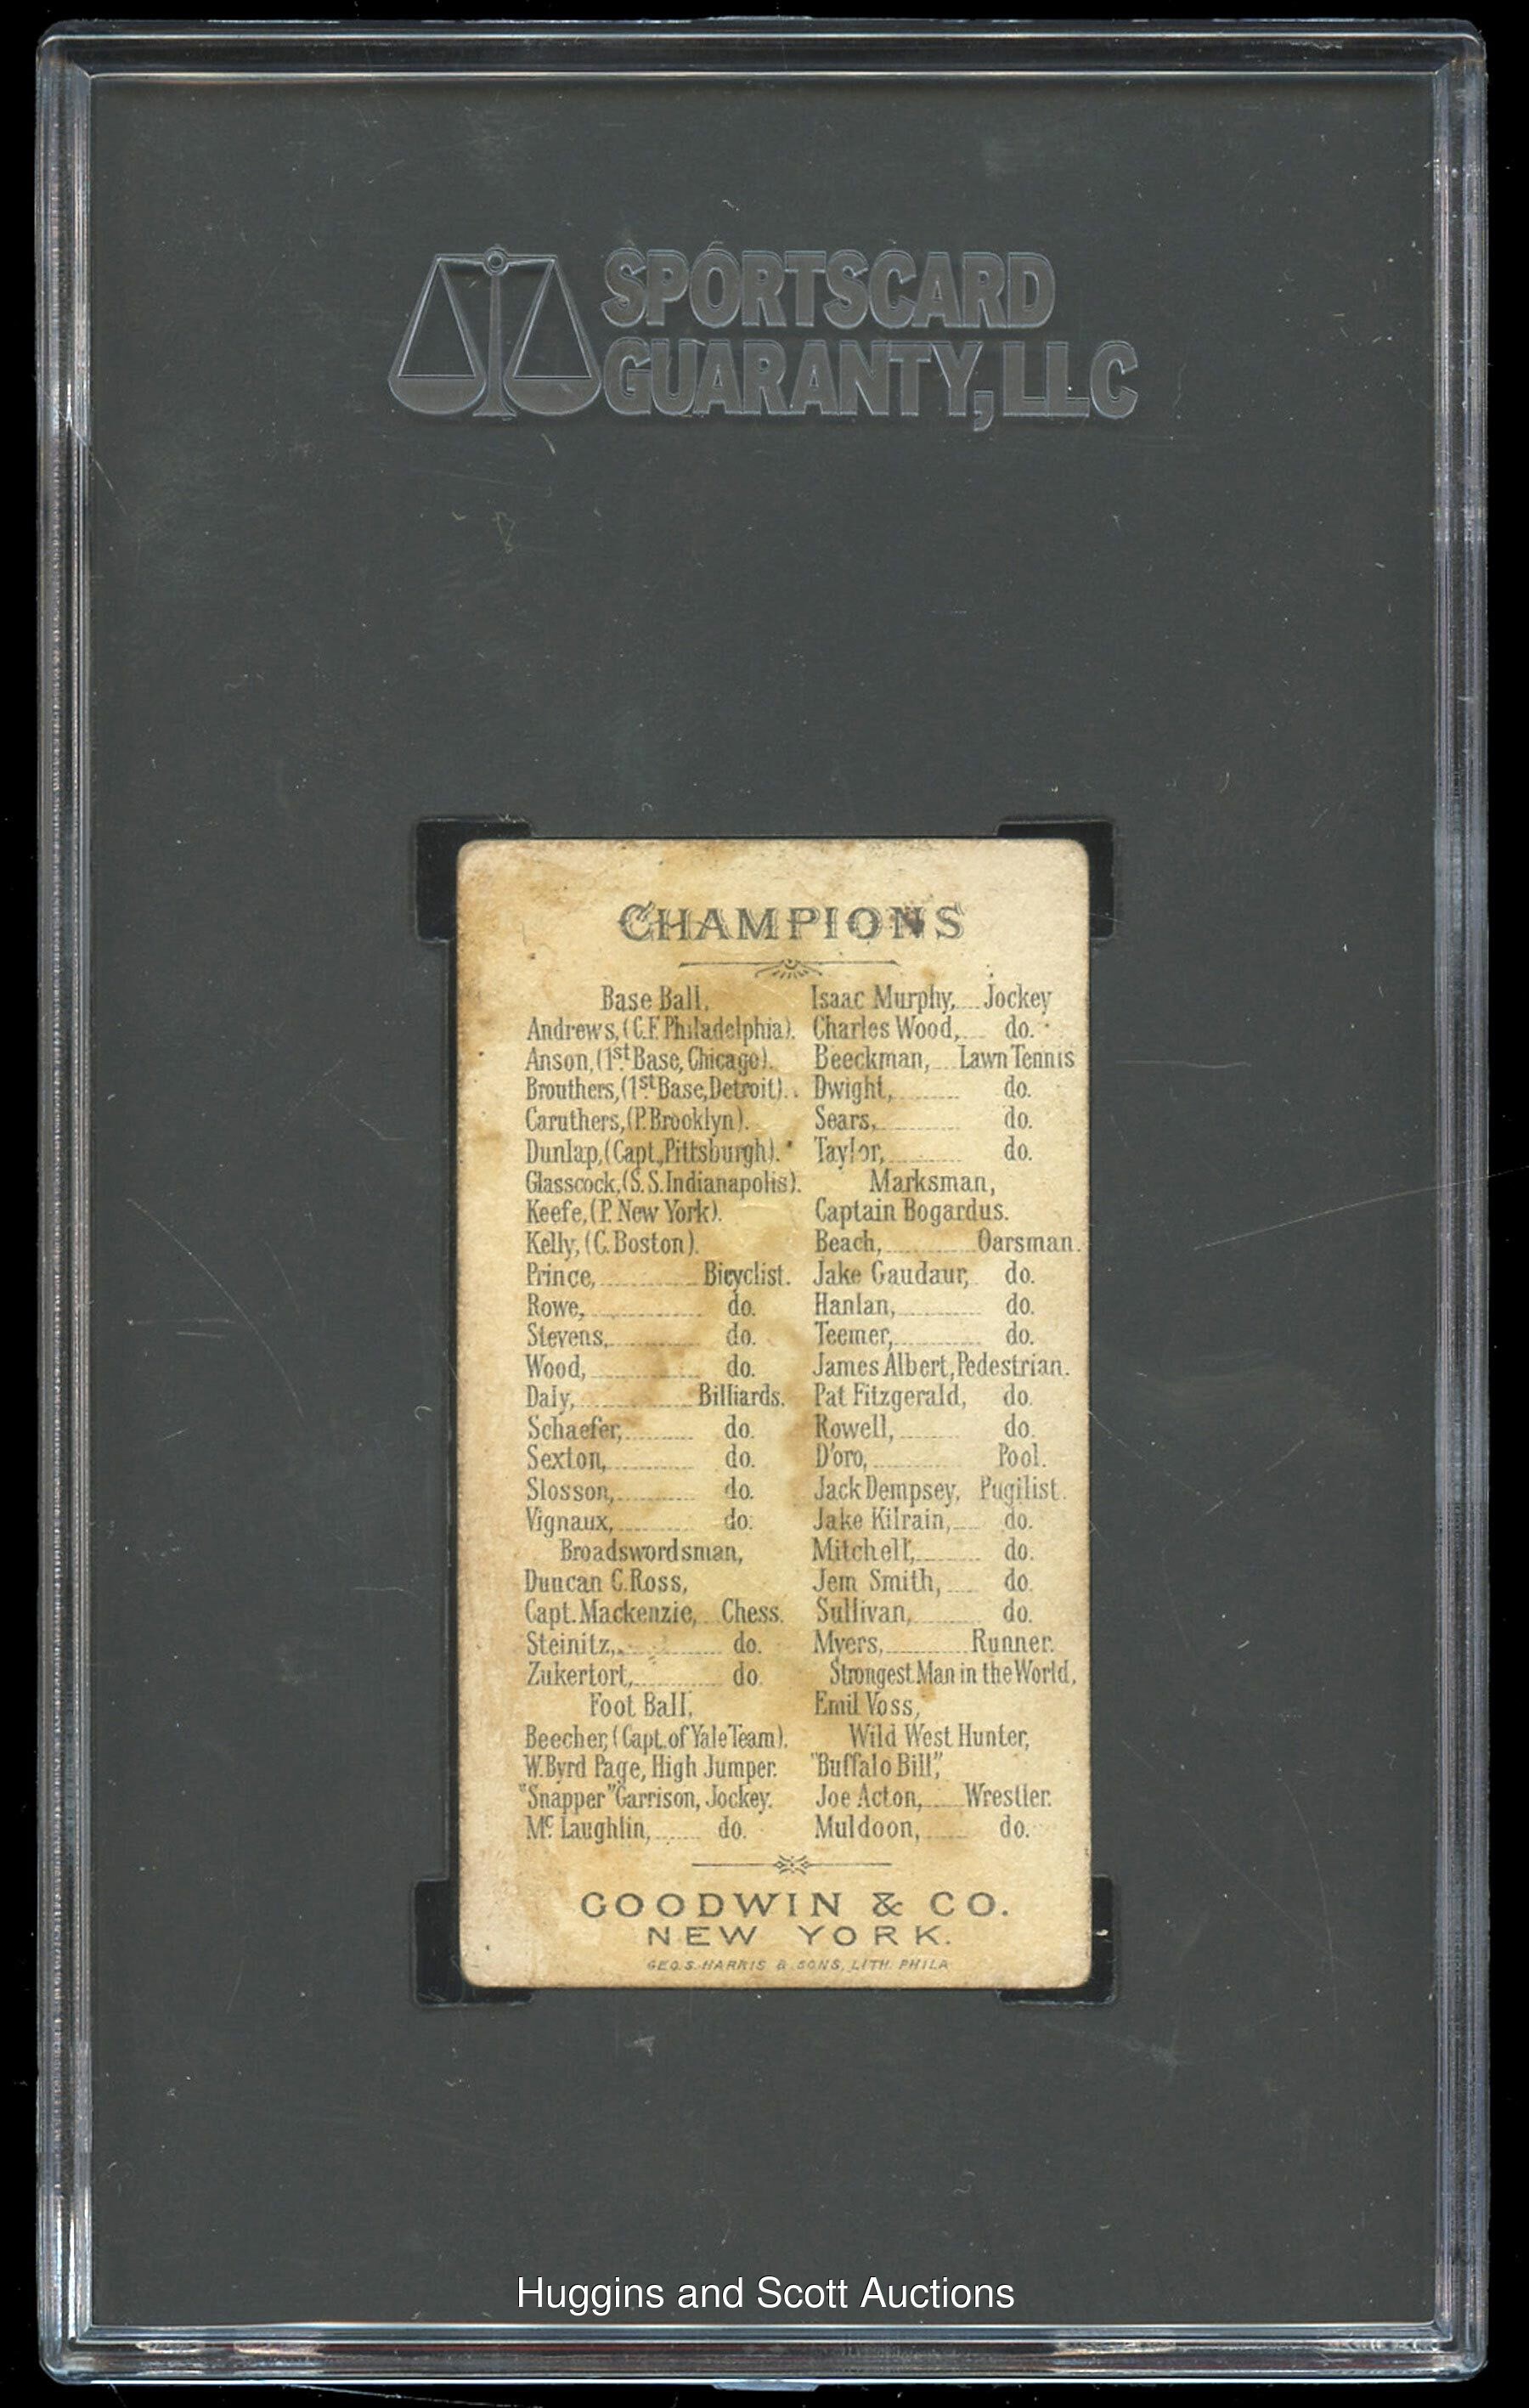 SPORTSCARD
GUARANTY, LLC
CHAMPIONS
Base Ball.
Andrews, (C.F. Philadelphia).
Anson, (1st Base, Chicago).
Brouthers, (1st Base, Detroit).
Caruthers, (P. Brooklyn).
Dunlap, (Capt., Pittsburgh).
Glasscock, (S. S. Indianapolis).
Keefe, (P. New York).
Kelly, (C. Boston).
Prince, Bicyclist.
Rowe, do.
Stevens, do.
Wood, do.
Daly, Billiards.
Schaefer, do.
Sexton, do.
Slosson, do.
Vignaux, do.
Broadswordsman,
Duncan C. Ross,
Capt. Mackenzie, Chess.
Steinitz, do.
Zukertort, do.
Foot Ball,
Beecher, (Capt. of Yale Team).
W. Byrd Page, High Jumper.
"Snapper" Garrison, Jockey.
Mc Laughlin, do.
Isaac Murphy, Jockey
Charles Wood, do.
Beeckman, Lawn Tennis
Dwight, do.
Sears, do.
Taylor, do.
Marksman,
Captain Bogardus.
Beach, Oarsman.
Jake Gaudaur, do.
Hanlan, do.
Teemer, do.
James Albert, Pedestrian.
Pat Fitzgerald, do.
Rowell, do.
D'oro, Pool.
Jack Dempsey, Pugilist.
Jake Kilrain, do.
Mitchell, do.
Jem Smith, do.
Sullivan, do.
Myers, Runner.
Strongest Man in the World,
Emil Voss,
Wild West Hunter,
"Buffalo Bill",
Joe Acton, Wrestler.
Muldoon, do.
GOODWIN & CO.
NEW YORK.
GEO. S. HARRIS & SONS, LITH. PHILA
Huggins and Scott Auctions